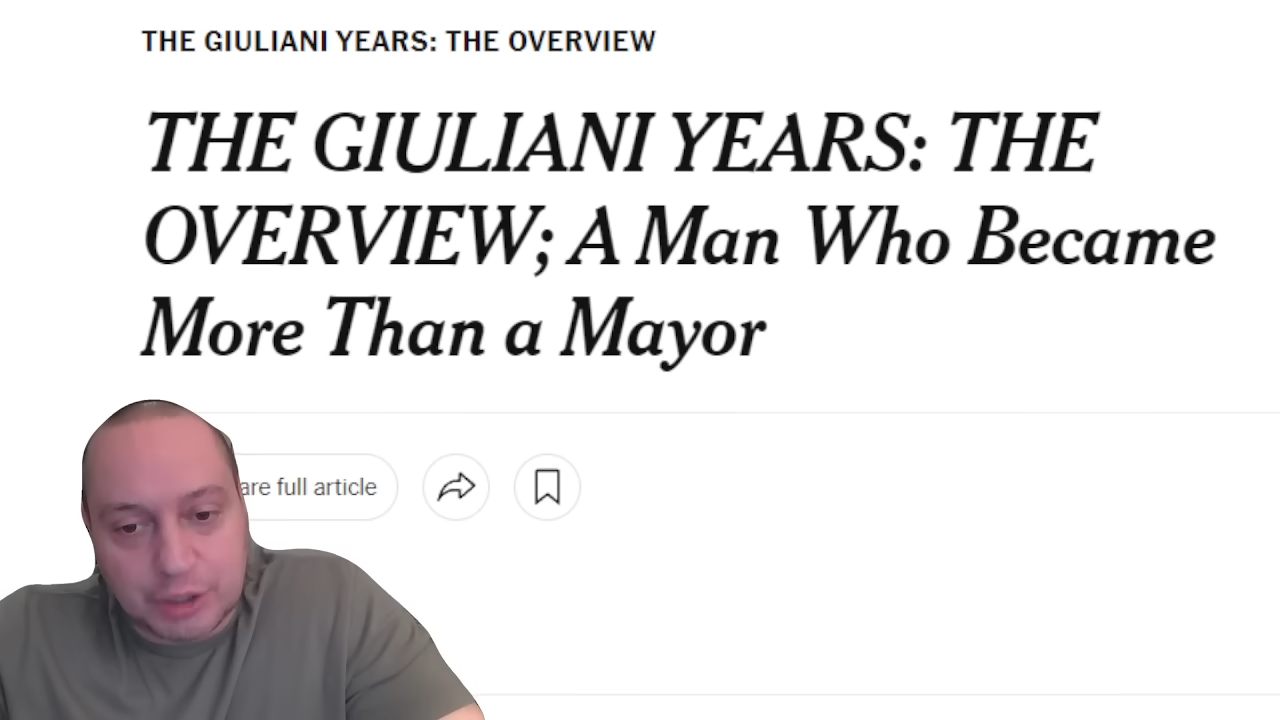 THE GIULIANI YEARS: THE OVERVIEW
THE GIULIANI YEARS: THE
OVERVIEW; A Man Who Became
More Than a Mayor
are full article